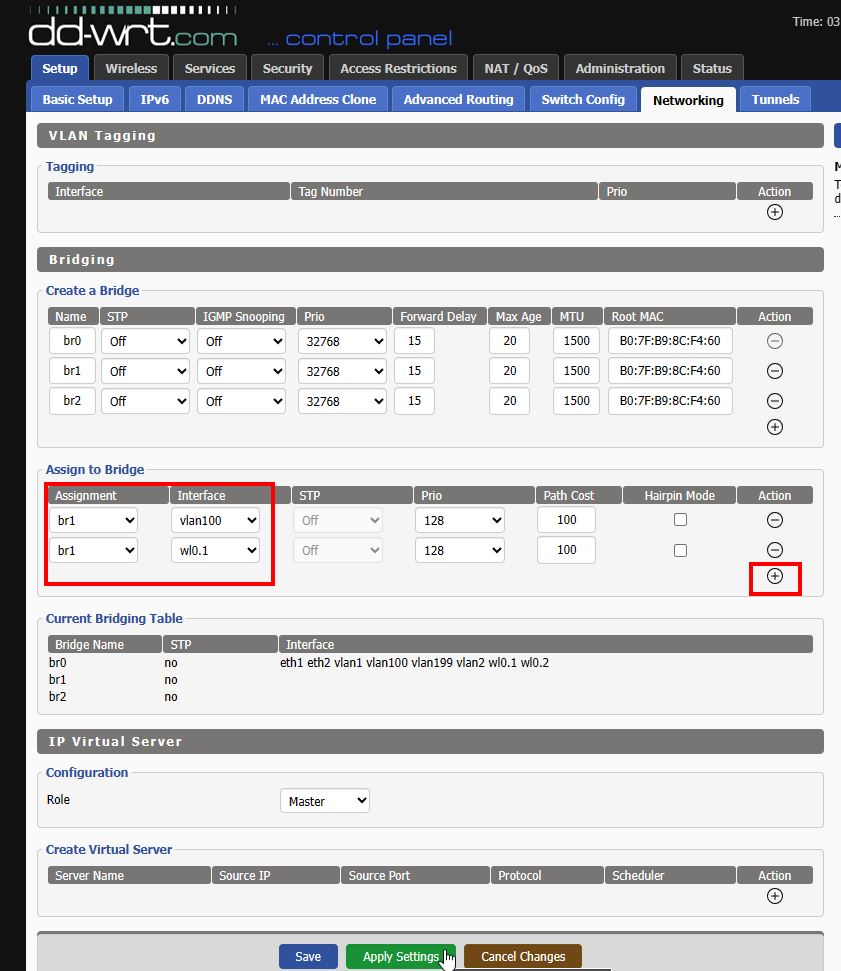 dd-wrt.com ... control panel
Time: 03
Setup Wireless Services Security Access Restrictions NAT / QoS Administration Status
Basic Setup IPv6 DDNS MAC Address Clone Advanced Routing Switch Config Networking Tunnels
VLAN Tagging
Tagging
Interface Tag Number Prio Action
Bridging
Create a Bridge
Name STP IGMP Snooping Prio Forward Delay Max Age MTU Root MAC Action
br0 Off Off 32768 15 20 1500 B0:7F:B9:8C:F4:60
br1 Off Off 32768 15 20 1500 B0:7F:B9:8C:F4:60
br2 Off Off 32768 15 20 1500 B0:7F:B9:8C:F4:60
Assign to Bridge
Assignment Interface STP Prio Path Cost Hairpin Mode Action
br1 vlan100 Off 128 100
br1 wl0.1 Off 128 100
Current Bridging Table
Bridge Name STP Interface
br0 no eth1 eth2 vlan1 vlan100 vlan199 vlan2 wl0.1 wl0.2
br1 no
br2 no
IP Virtual Server
Configuration
Role Master
Create Virtual Server
Server Name Source IP Source Port Protocol Scheduler Action
Save Apply Settings Cancel Changes